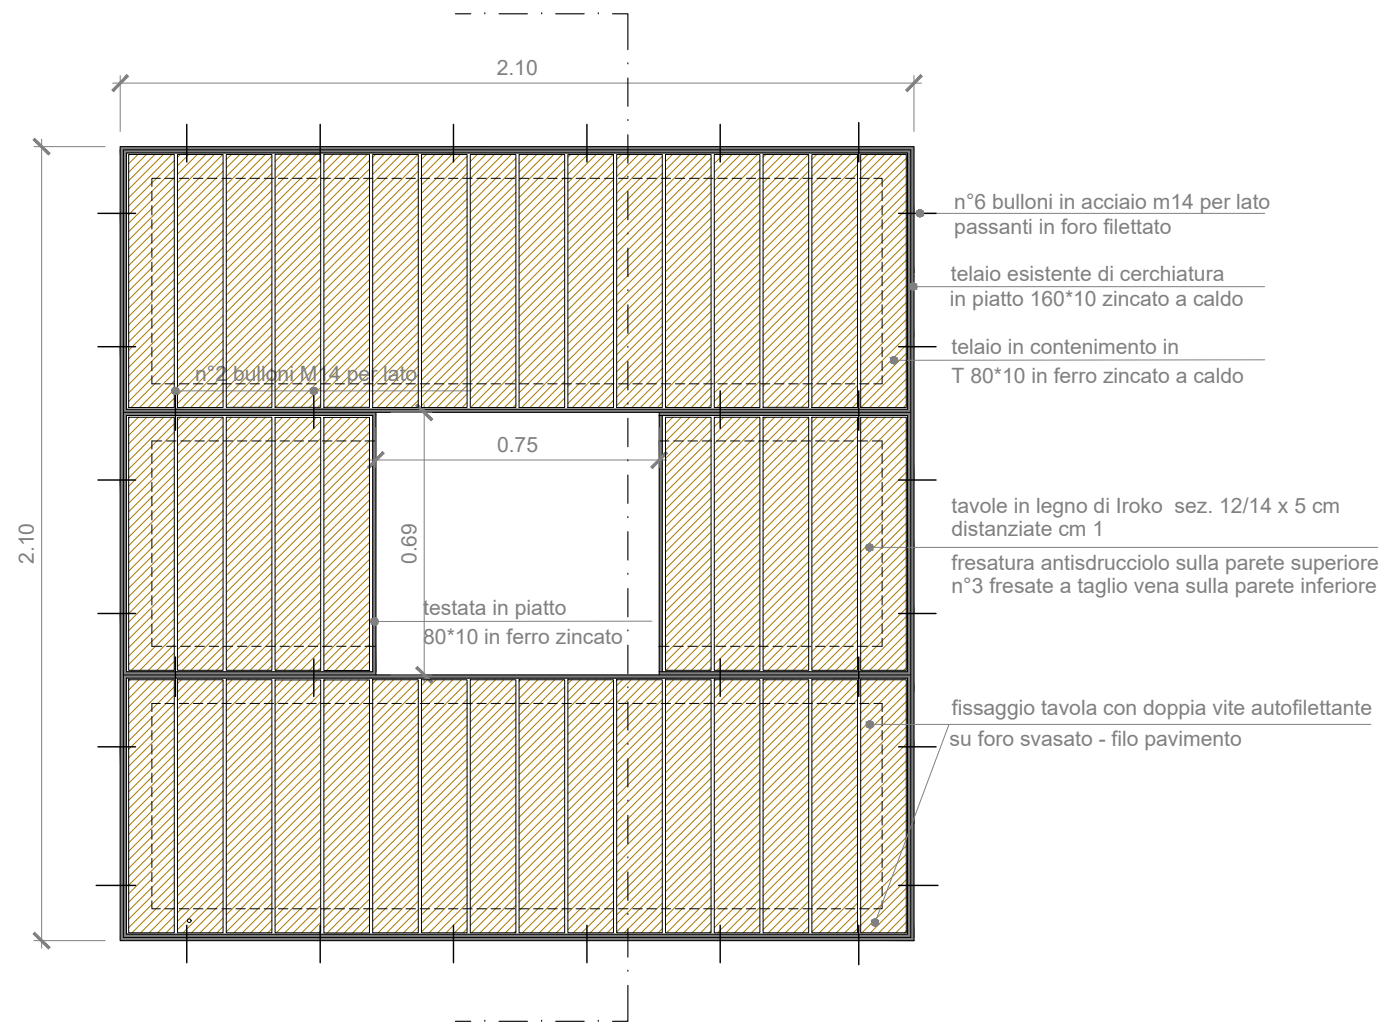 2.10
n°6 bulloni in acciaio m14 per lato
passanti in foro filettato
telaio esistente di cerchiatura
in piatto 160*10 zincato a caldo
telaio in contenimento in
T 80*10 in ferro zincato a caldo
n°2 bulloni M14 per lato
0.75
2.10
0.69
tavole in legno di Iroko sez. 12/14 x 5 cm
distanziate cm 1
fresatura antisdrucciolo sulla parete superiore
n°3 fresate a taglio vena sulla parete inferiore
testata in piatto
80*10 in ferro zincato
fissaggio tavola con doppia vite autofilettante
su foro svasato - filo pavimento